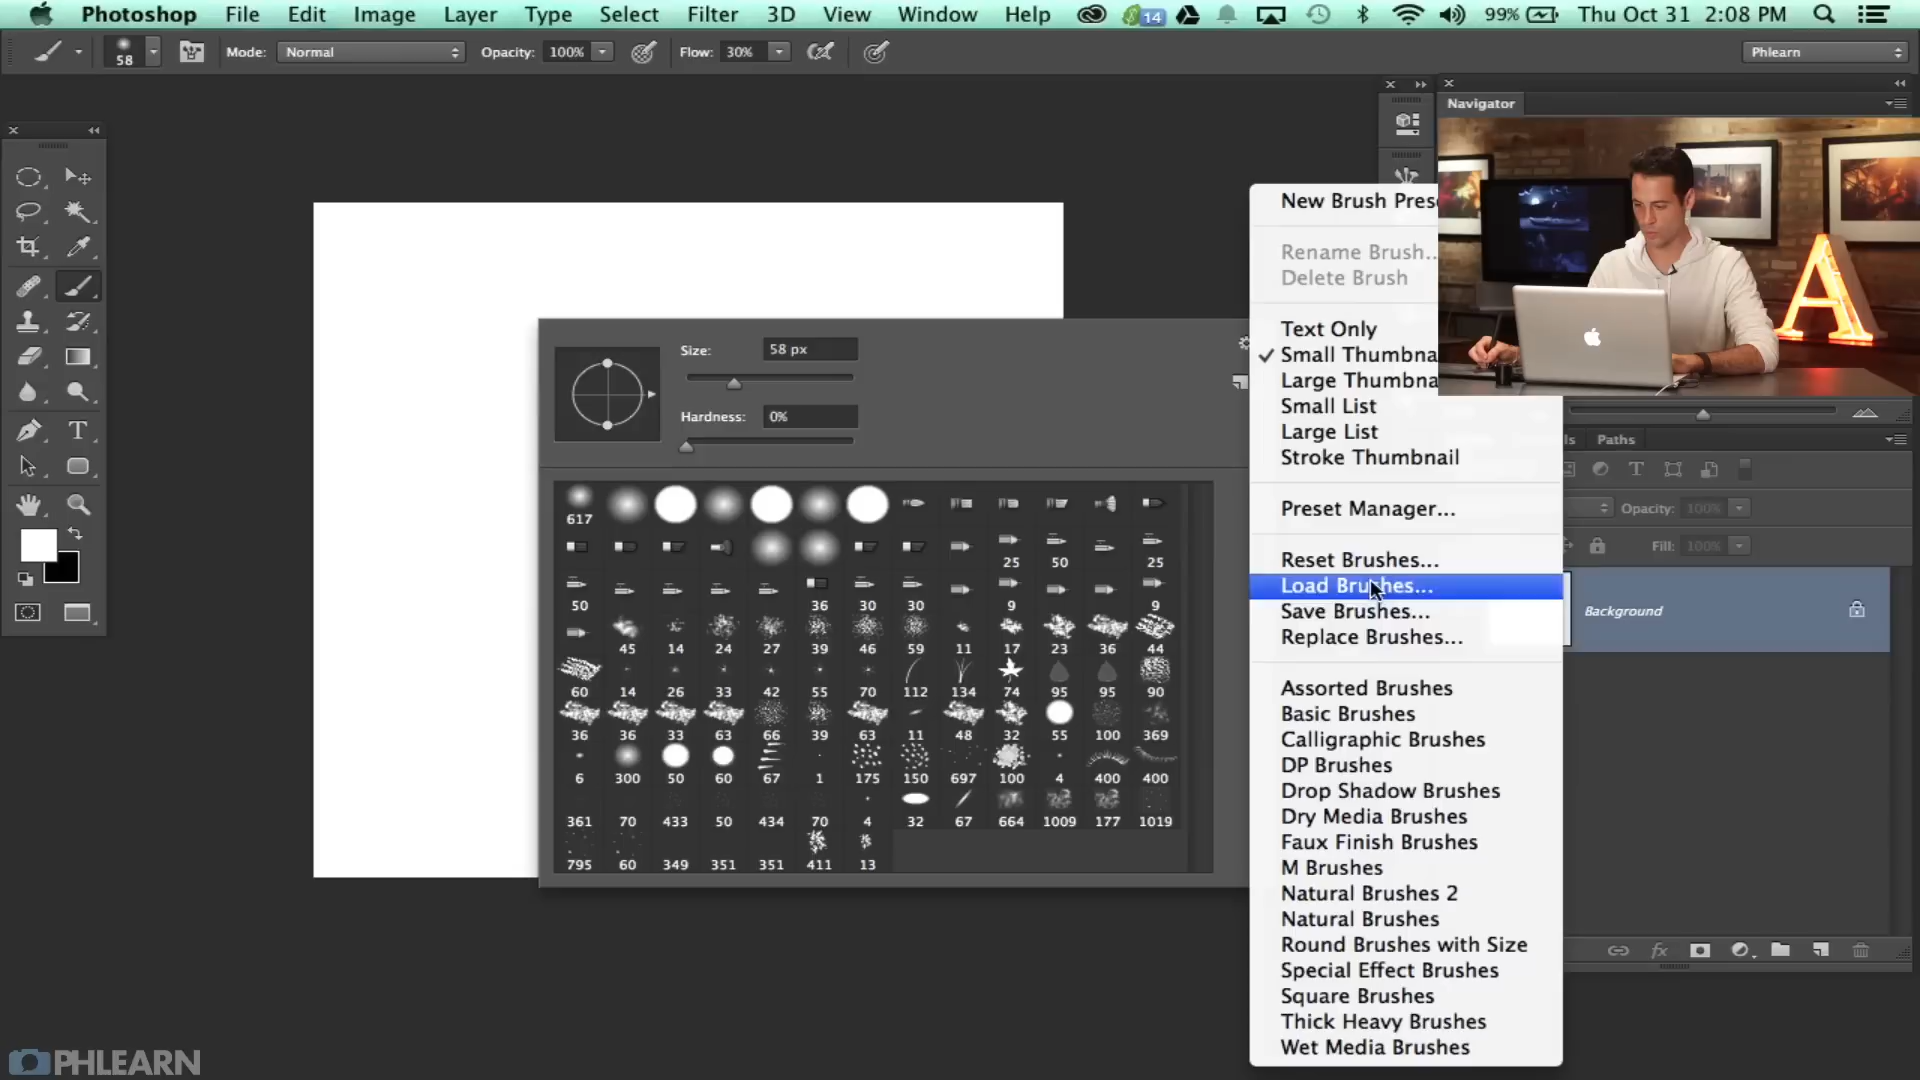 Photoshop File Edit Image Layer Type Select Filter 3D View Window Help 14 99% Thu Oct 31 2:08 PM
58 Mode: Normal Opacity: 100% Flow: 30% Phlearn
Navigator
New Brush Prese
Rename Brush...
Delete Brush
Text Only
Small Thumbna
Large Thumbna
Small List
Large List
Stroke Thumbnail
Preset Manager...
Reset Brushes...
Load Brushes...
Save Brushes...
Replace Brushes...
Assorted Brushes
Basic Brushes
Calligraphic Brushes
DP Brushes
Drop Shadow Brushes
Dry Media Brushes
Faux Finish Brushes
M Brushes
Natural Brushes 2
Natural Brushes
Round Brushes with Size
Special Effect Brushes
Square Brushes
Thick Heavy Brushes
Wet Media Brushes
Size: 58 px
Hardness: 0%
617
25 50 25
50 36 30 30 9 9
45 14 24 27 39 46 59 11 17 23 36 44
60 14 26 33 42 55 70 112 134 74 95 95 90
36 36 33 63 66 39 63 11 48 32 55 100 369
6 300 50 60 67 1 175 150 697 100 4 400 400
361 70 433 50 434 70 4 32 67 664 1009 177 1019
795 60 349 351 351 411 13
A
ls Paths
Opacity: 100%
Fill: 100%
Background
fx
T
PHLEARN